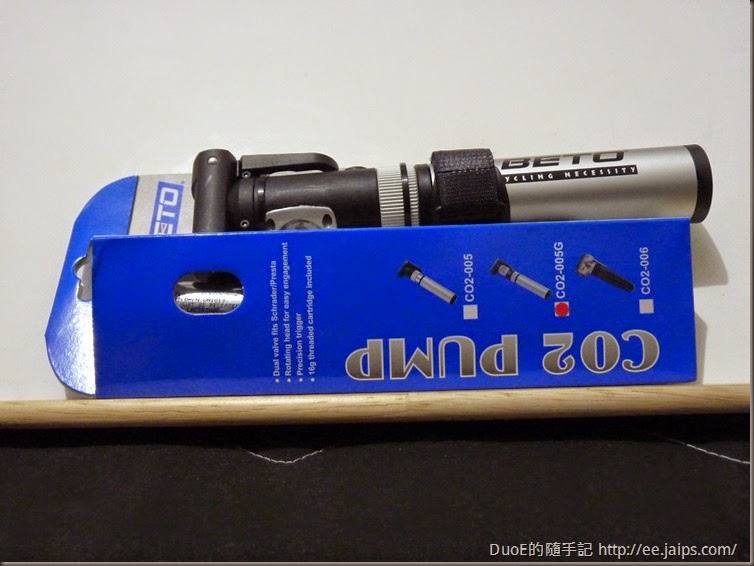 BETO
CYCLING NECESSITY
BETO
• Dual valve fits Schrader/Presta
• Rotating head for easy engagement
• Precision trigger
• 16g threaded cartridge included
CO2-005
CO2-005G
CO2-006
CO2 PUMP
DuoE的隨手記 http://ee.jaips.com/